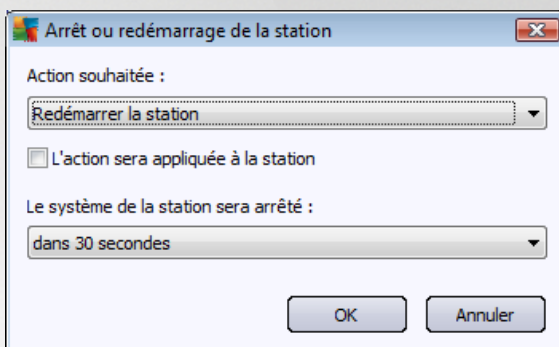 Arrêt ou redémarrage de la station
Action souhaitée :
Redémarrer la station
L'action sera appliquée à la station
Le système de la station sera arrêté :
dans 30 secondes
OK
Annuler